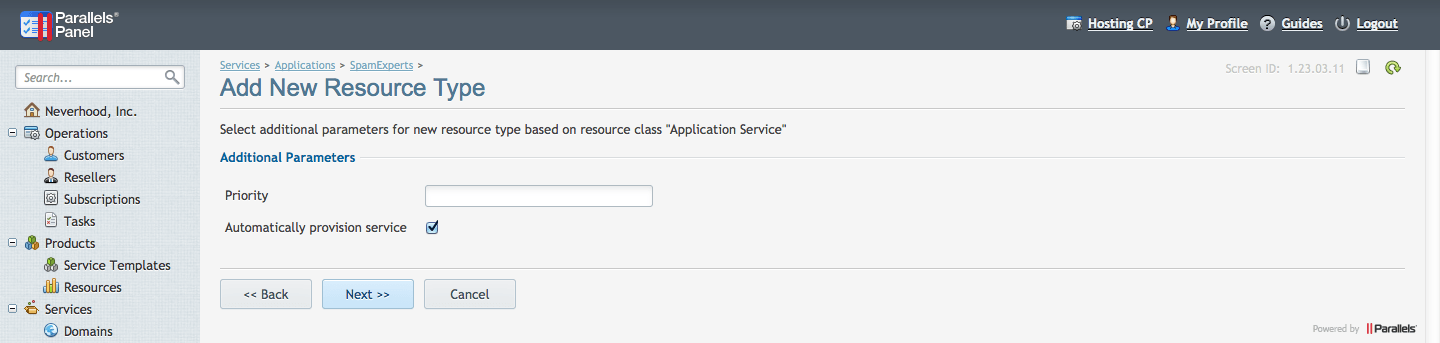 Parallels®
Panel
Hosting CP My Profile Guides Logout
Search...
Neverhood, Inc.
Operations
Customers
Resellers
Subscriptions
Tasks
Products
Service Templates
Resources
Services
Domains
Services > Applications > SpamExperts >
Screen ID: 1.23.03.11
Add New Resource Type
Select additional parameters for new resource type based on resource class "Application Service"
Additional Parameters
Priority
Automatically provision service
<< Back Next >> Cancel
Powered by Parallels®